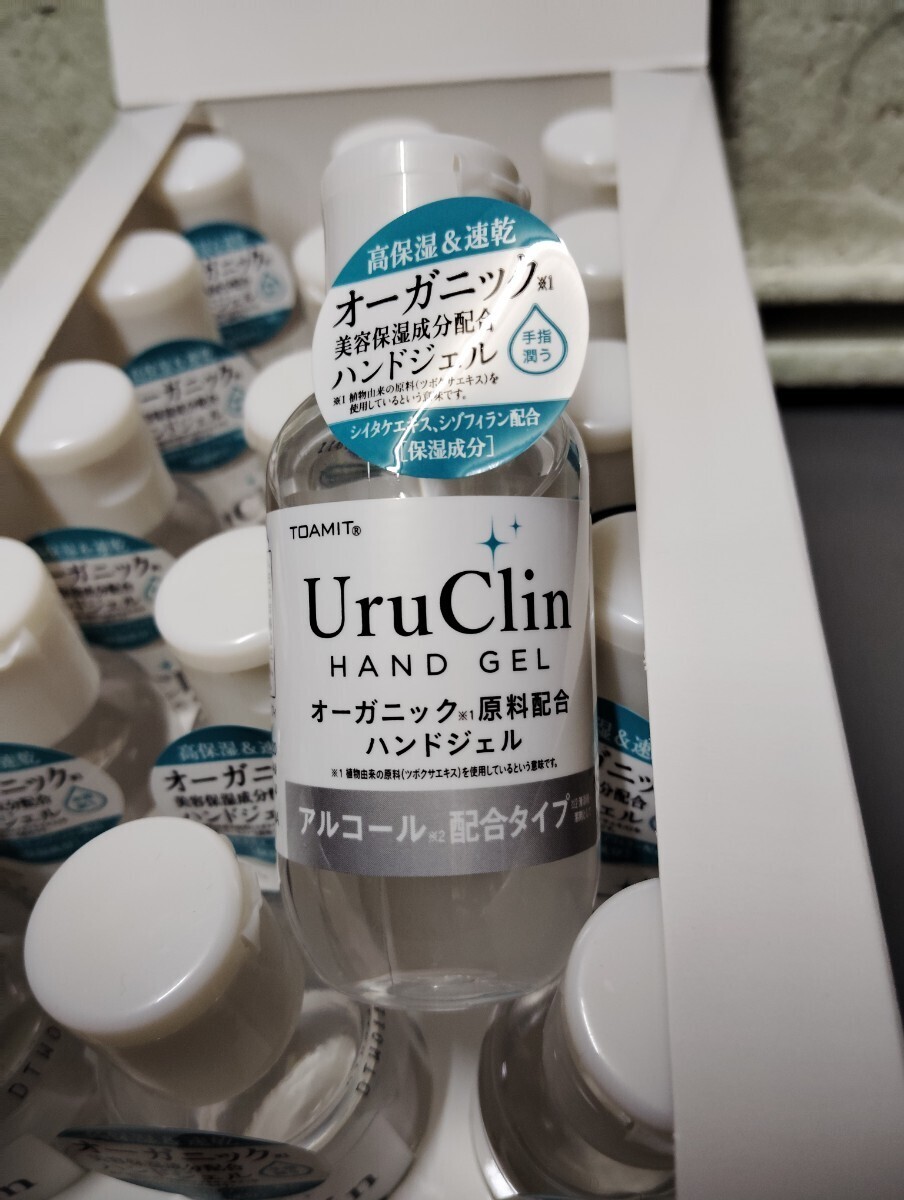 高保湿&速乾
オーガニック※1
美容保湿成分配合
ハンドジェル
手指
潤う
※1 植物由来の原料(ツボクサエキス)を
使用しているという意味です。
シイタケエキス、シゾフィラン配合
[保湿成分]
TOAMIT®
UruClin
HAND GEL
オーガニック※1原料配合
ハンドジェル
※1 植物由来の原料(ツボクサエキス)を使用しているという意味です。
アルコール※2配合タイプ